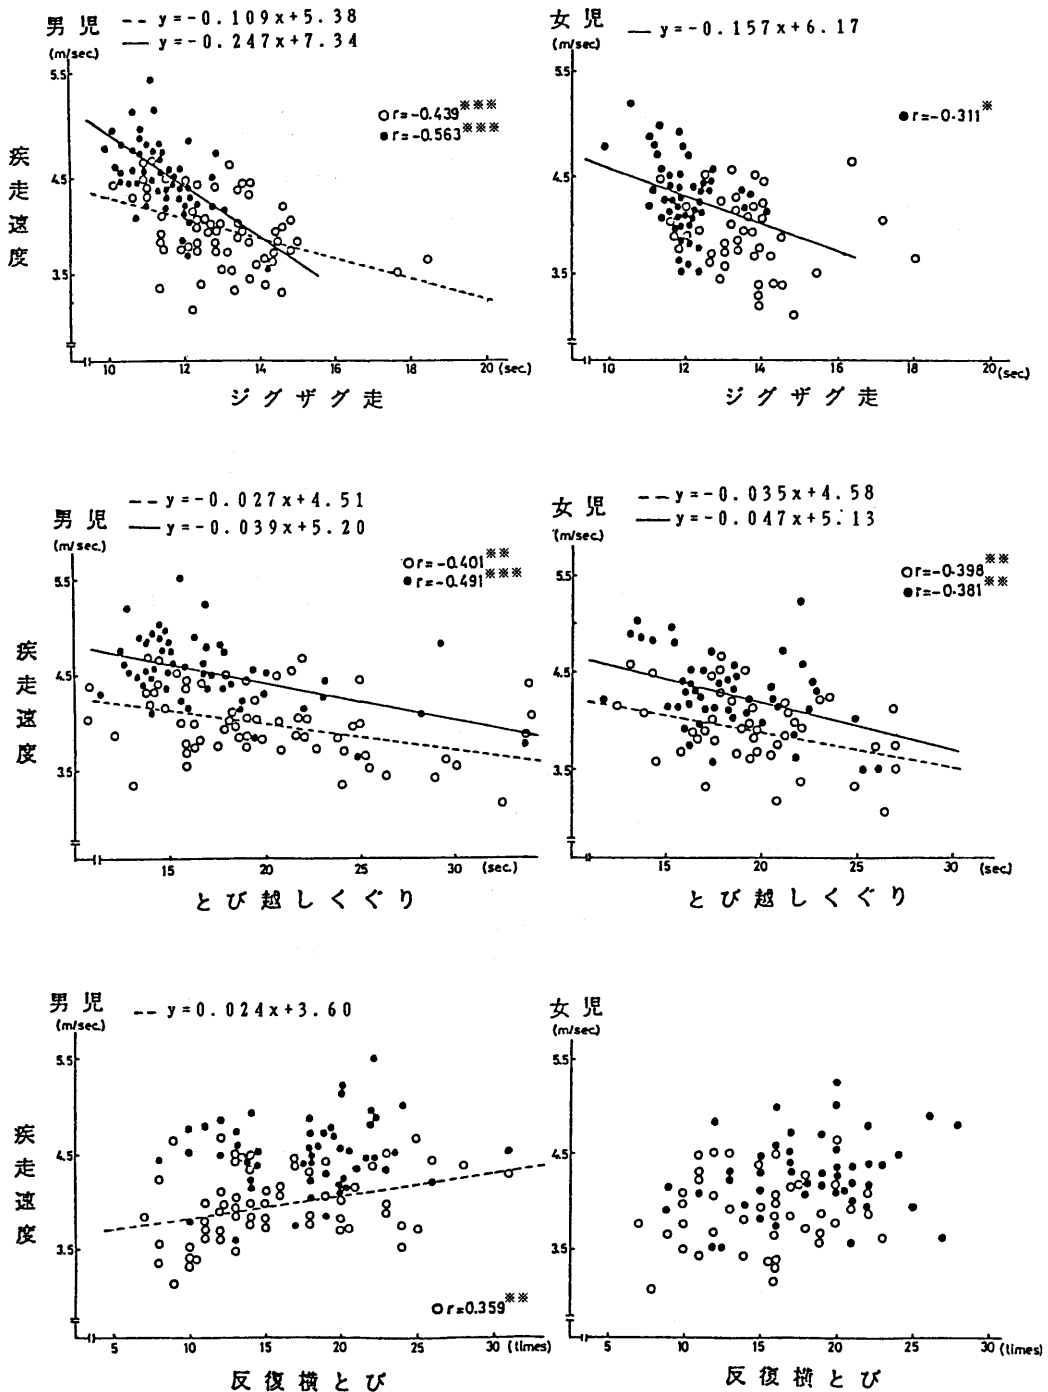 男児 -- y=-0.109x+5.38
— y=-0.247x+7.34
(m/sec.)
5.5
4.5
3.5
○r=-0.439※※※
●r=-0.563※※※
疾走速度
10 12 14 16 18 20 (sec.)
ジグザグ走
女児 — y=-0.157x+6.17
(m/sec.)
5.5
4.5
3.5
●r=-0.311※
10 12 14 16 18 20 (sec.)
ジグザグ走
男児 -- y=-0.027x+4.51
— y=-0.039x+5.20
(m/sec.)
5.5
4.5
3.5
○r=-0.401※※
●r=-0.491※※※
疾走速度
15 20 25 30 (sec.)
とび越しくぐり
女児 -- y=-0.035x+4.58
— y=-0.047x+5.13
(m/sec.)
5.5
4.5
3.5
○r=-0.398※※
●r=-0.381※※
15 20 25 30 (sec.)
とび越しくぐり
男児 -- y=0.024x+3.60
(m/sec.)
5.5
4.5
3.5
○r=0.359※※
疾走速度
5 10 15 20 25 30 (times)
反復横とび
女児
(m/sec.)
5.5
4.5
3.5
5 10 15 20 25 30 (times)
反復横とび